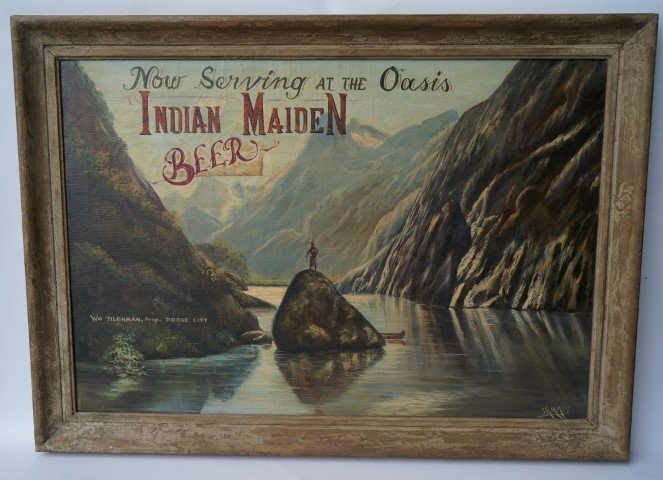 Now Serving AT THE Oasis
INDIAN MAIDEN
BEER
Wm TILGHMAN, Prop. DODGE CITY